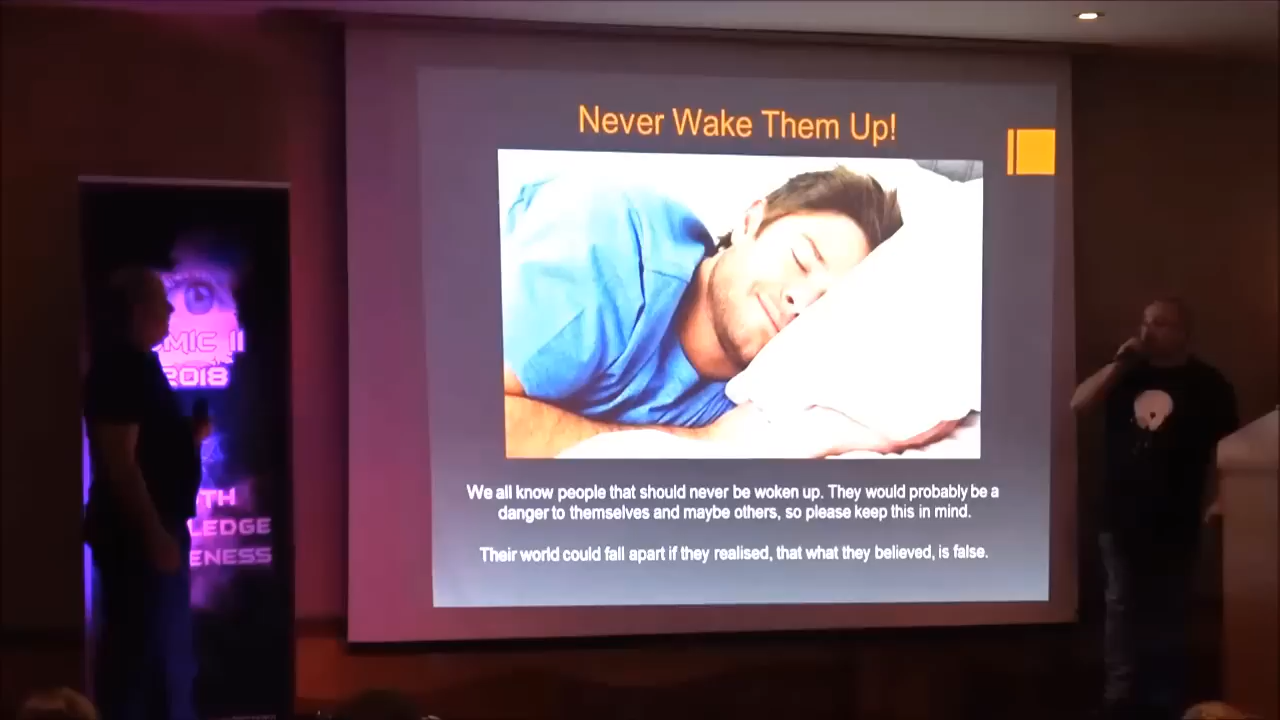 Never Wake Them Up!
We all know people that should never be woken up. They would probably be a
danger to themselves and maybe others, so please keep this in mind.
Their world could fall apart if they realised, that what they believed, is false.
II
2018